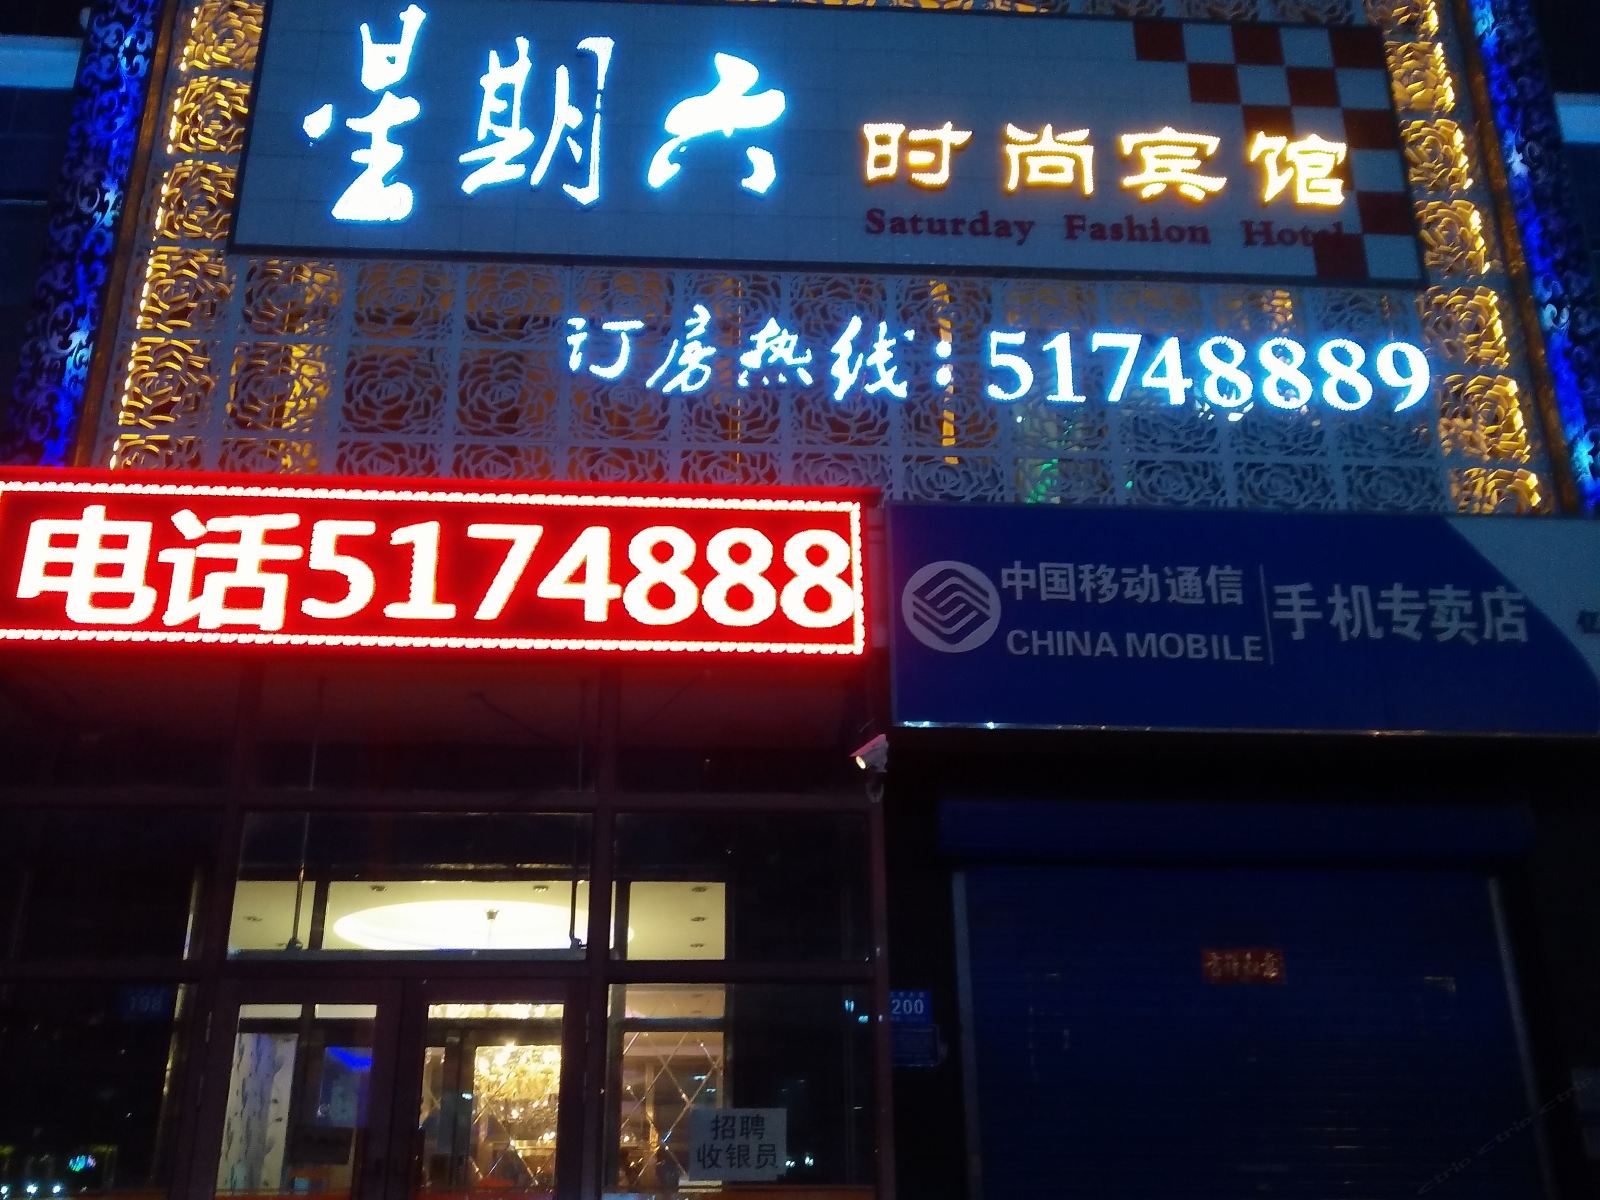 星期六 时尚宾馆
Saturday Fashion Hotel
订房热线：51748889
电话5174888
中国移动通信
CHINA MOBILE
手机专卖店
198
200
招聘
收银员